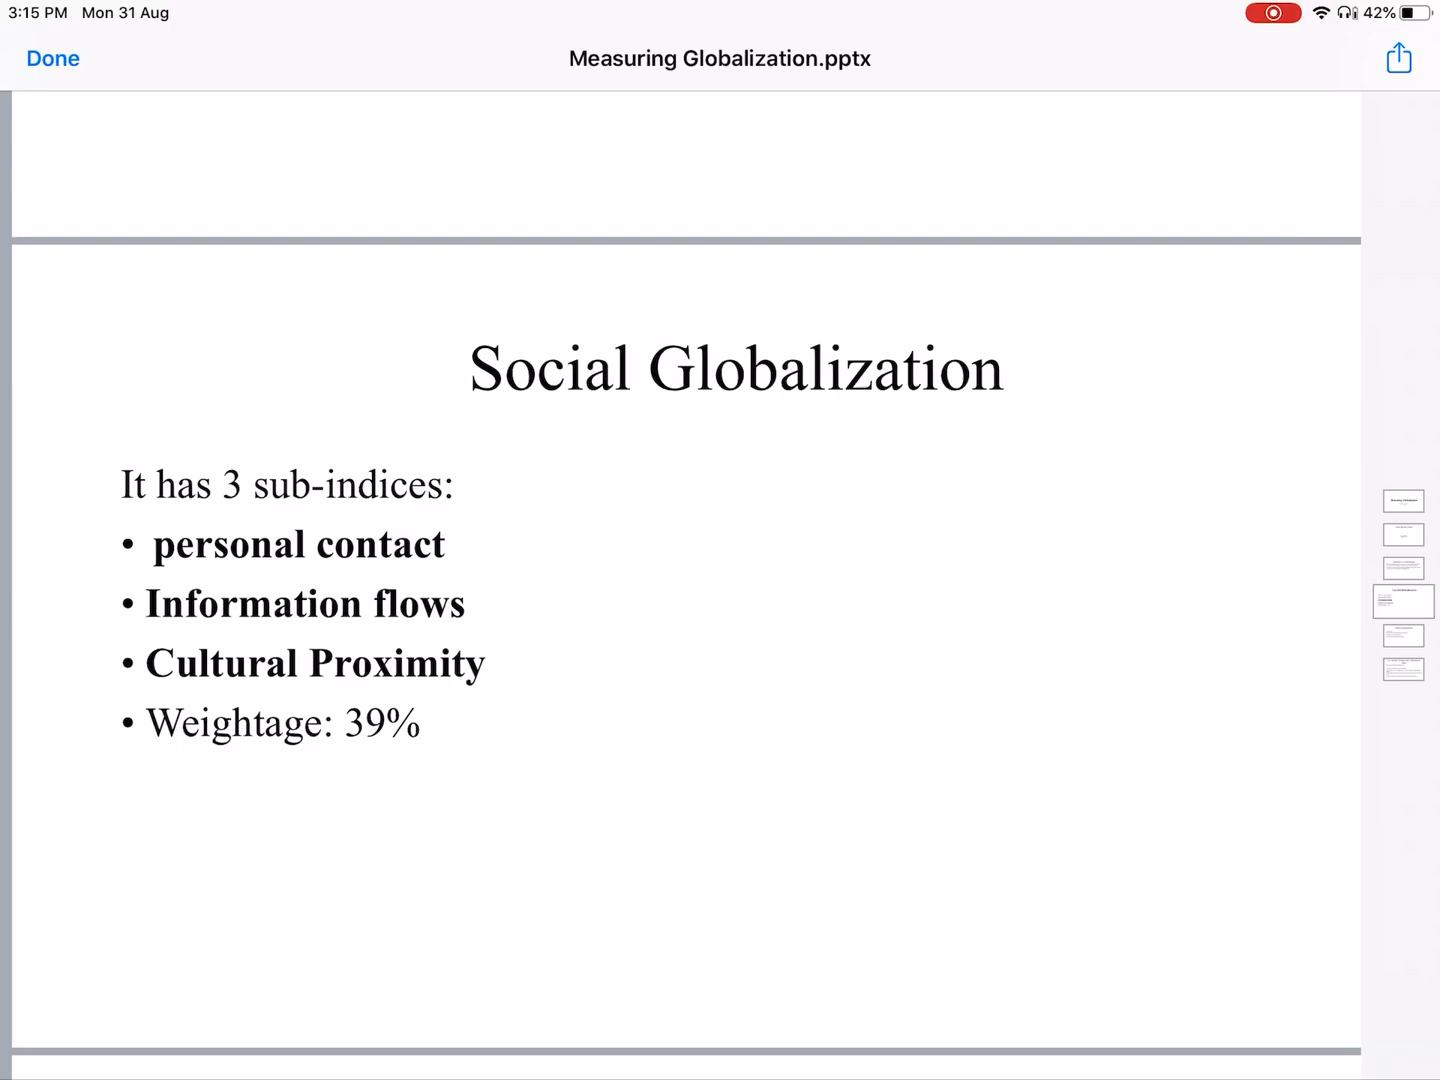 3:15 PM Mon 31 Aug
42%
Done
Measuring Globalization.pptx
Social Globalization
It has 3 sub-indices:
• personal contact
• Information flows
• Cultural Proximity
• Weightage: 39%